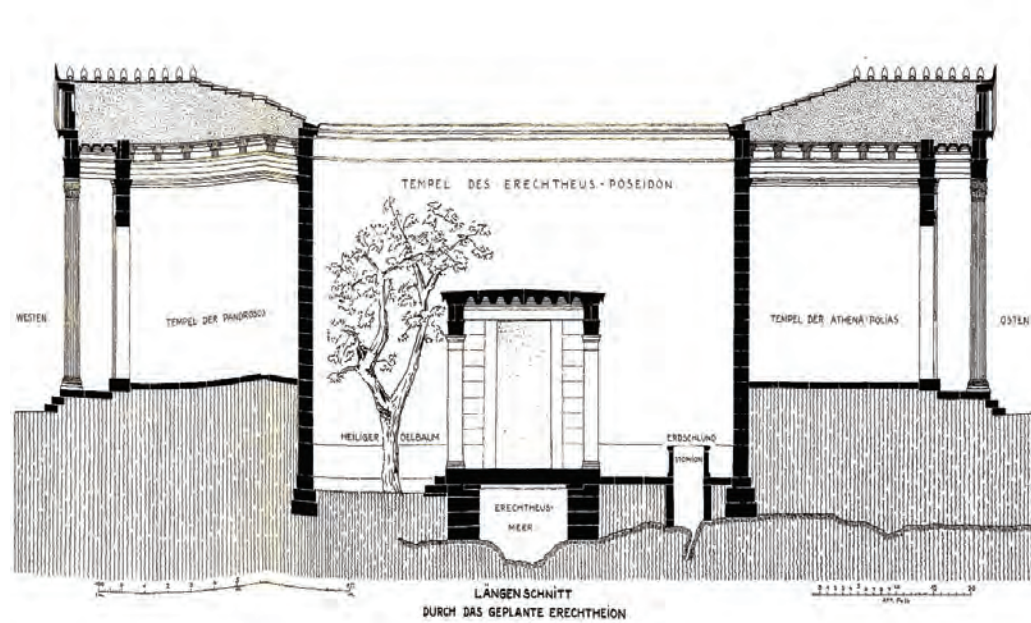 TEMPEL DES ERECHTHEUS-POSEIDON
WESTEN
TEMPEL DER PANDROSOS
TEMPEL DER ATHENA POLIAS
OSTEN
HEILIGER OELBAUM
ERDSCHLUND
STOMION
ERECHTHEUS-
MEER
LÄNGENSCHNITT
DURCH DAS GEPLANTE ERECHTHEION